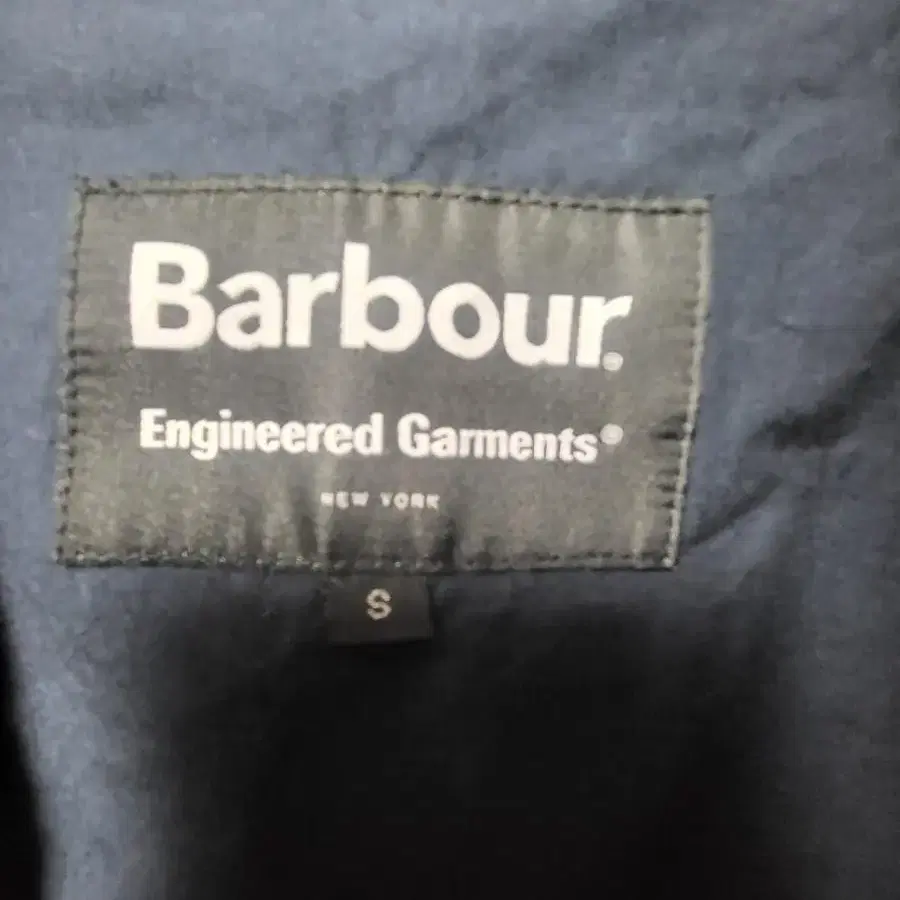 Barbour.
Engineered Garments®
NEW YORK
S